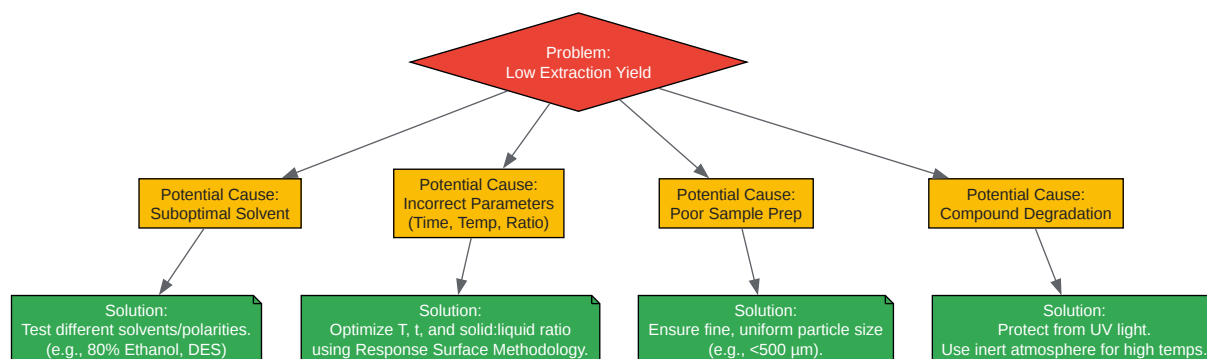 Problem:
Low Extraction Yield
Potential Cause:
Suboptimal Solvent
Potential Cause:
Incorrect Parameters
(Time, Temp, Ratio)
Potential Cause:
Poor Sample Prep
Potential Cause:
Compound Degradation
Solution:
Test different solvents/polarities.
(e.g., 80% Ethanol, DES)
Solution:
Optimize T, t, and solid:liquid ratio
using Response Surface Methodology.
Solution:
Ensure fine, uniform particle size
(e.g., <500 µm).
Solution:
Protect from UV light.
Use inert atmosphere for high temps.